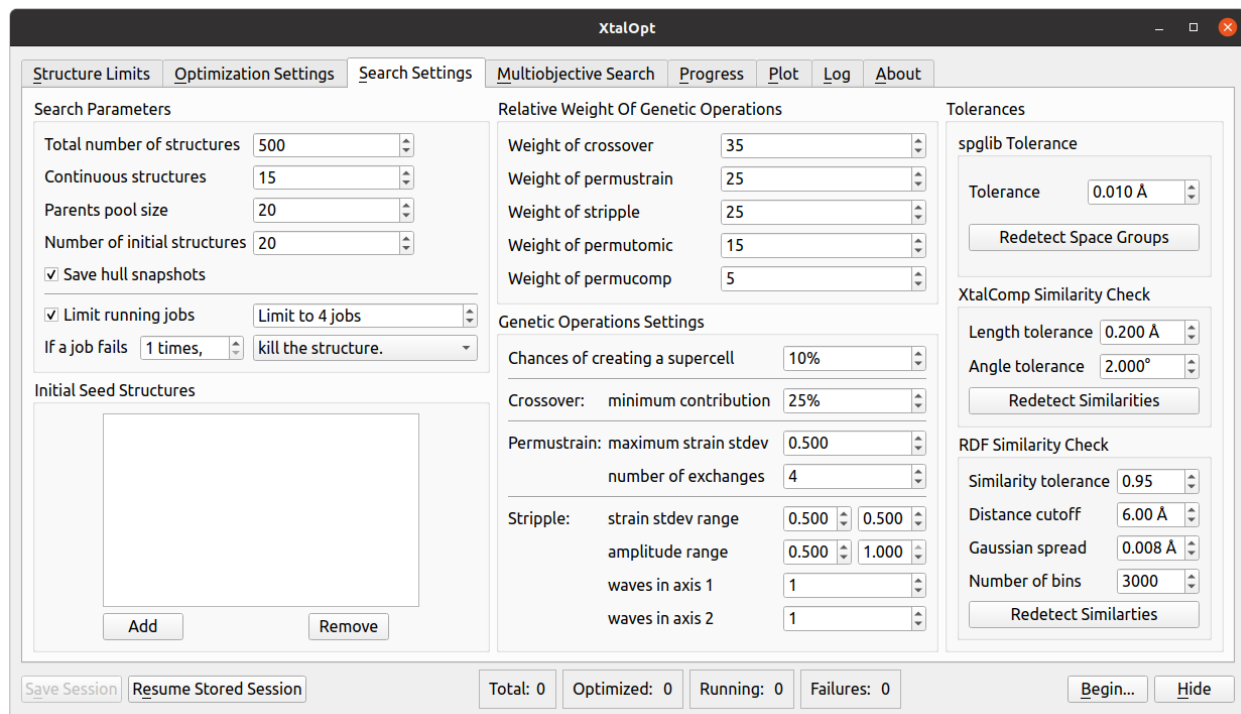 XtalOpt
Structure Limits Optimization Settings Search Settings Multiobjective Search Progress Plot Log About
Search Parameters
Total number of structures 500
Continuous structures 15
Parents pool size 20
Number of initial structures 20
Save hull snapshots
Limit running jobs Limit to 4 jobs
If a job fails 1 times, kill the structure.
Initial Seed Structures
Add Remove
Relative Weight Of Genetic Operations
Weight of crossover 35
Weight of permustrain 25
Weight of stripple 25
Weight of permutomic 15
Weight of permucomp 5
Genetic Operations Settings
Chances of creating a supercell 10%
Crossover: minimum contribution 25%
Permustrain: maximum strain stdev 0.500
number of exchanges 4
Stripple: strain stdev range 0.500 0.500
amplitude range 0.500 1.000
waves in axis 1 1
waves in axis 2 1
Tolerances
spglib Tolerance
Tolerance 0.010 Å
Redetect Space Groups
XtalComp Similarity Check
Length tolerance 0.200 Å
Angle tolerance 2.000°
Redetect Similarities
RDF Similarity Check
Similarity tolerance 0.95
Distance cutoff 6.00 Å
Gaussian spread 0.008 Å
Number of bins 3000
Redetect Similarties
Save Session Resume Stored Session Total: 0 Optimized: 0 Running: 0 Failures: 0 Begin... Hide